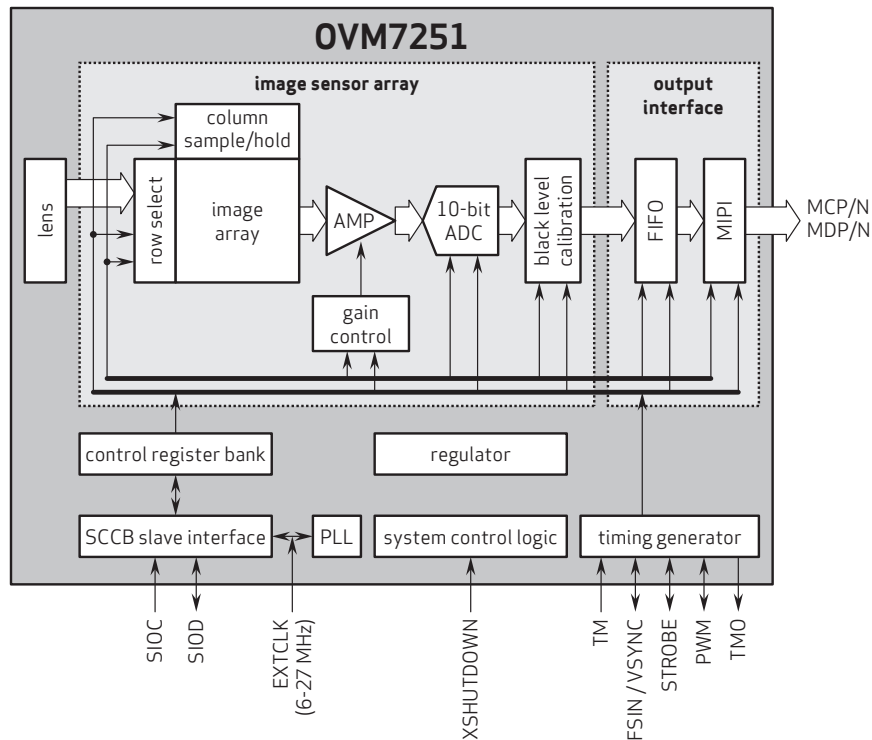 OVM7251
image sensor array
output
interface
column
sample/hold
lens
row select
image
array
AMP
10-bit
ADC
black level
calibration
FIFO
MIPI
MCP/N
MDP/N
gain
control
control register bank
regulator
SCCB slave interface
PLL
system control logic
timing generator
SIOC
SIOD
EXTCLK
(6-27 MHz)
XSHUTDOWN
TM
FSIN / VSYNC
STROBE
PWM
TMO